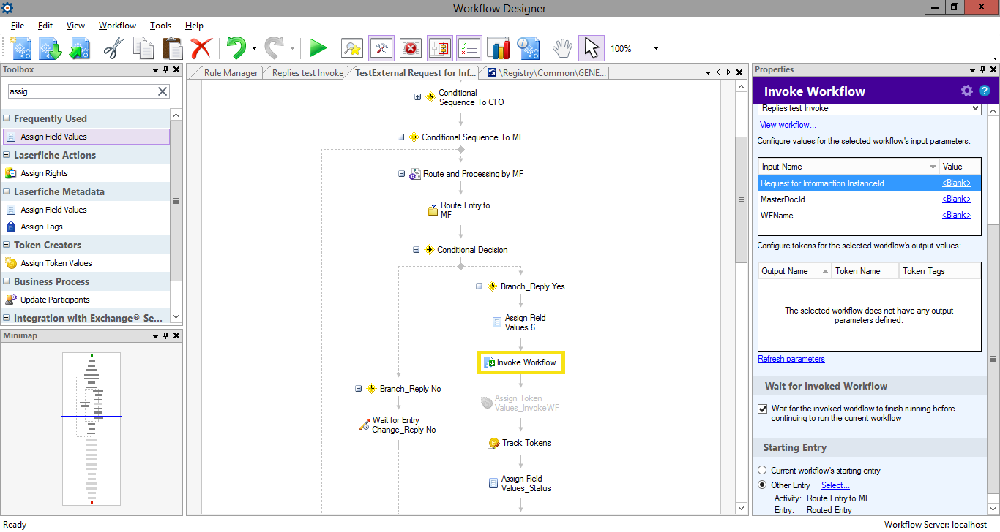 Workflow Designer
File Edit View Workflow Tools Help
100%
Toolbox
assig
Frequently Used
Assign Field Values
Laserfiche Actions
Assign Rights
Laserfiche Metadata
Assign Field Values
Assign Tags
Token Creators
Assign Token Values
Business Process
Update Participants
Integration with Exchange® Se...
Minimap
Rule Manager
Replies test Invoke
TestExternal Request for Inf...
\Registry\Common\GENE...
Conditional
Sequence To CFO
Conditional Sequence To MF
Route and Processing by MF
Route Entry to
MF
Conditional Decision
Branch_Reply Yes
Assign Field
Values 6
Invoke Workflow
Branch_Reply No
Assign Token
Values_InvokeWF
Wait for Entry
Change_Reply No
Track Tokens
Assign Field
Values_Status
Properties
Invoke Workflow
Replies test Invoke
View workflow...
Configure values for the selected workflow's input parameters:
Input Name Value
Request for Informantion InstanceId <Blank>
MasterDocId <Blank>
WFName <Blank>
Configure tokens for the selected workflow's output values:
Output Name Token Name Token Tags
The selected workflow does not have any output
parameters defined.
Refresh parameters
Wait for Invoked Workflow
Wait for the invoked workflow to finish running before
continuing to run the current workflow
Starting Entry
Current workflow's starting entry
Other Entry Select...
Activity: Route Entry to MF
Entry: Routed Entry
Ready
Workflow Server: localhost